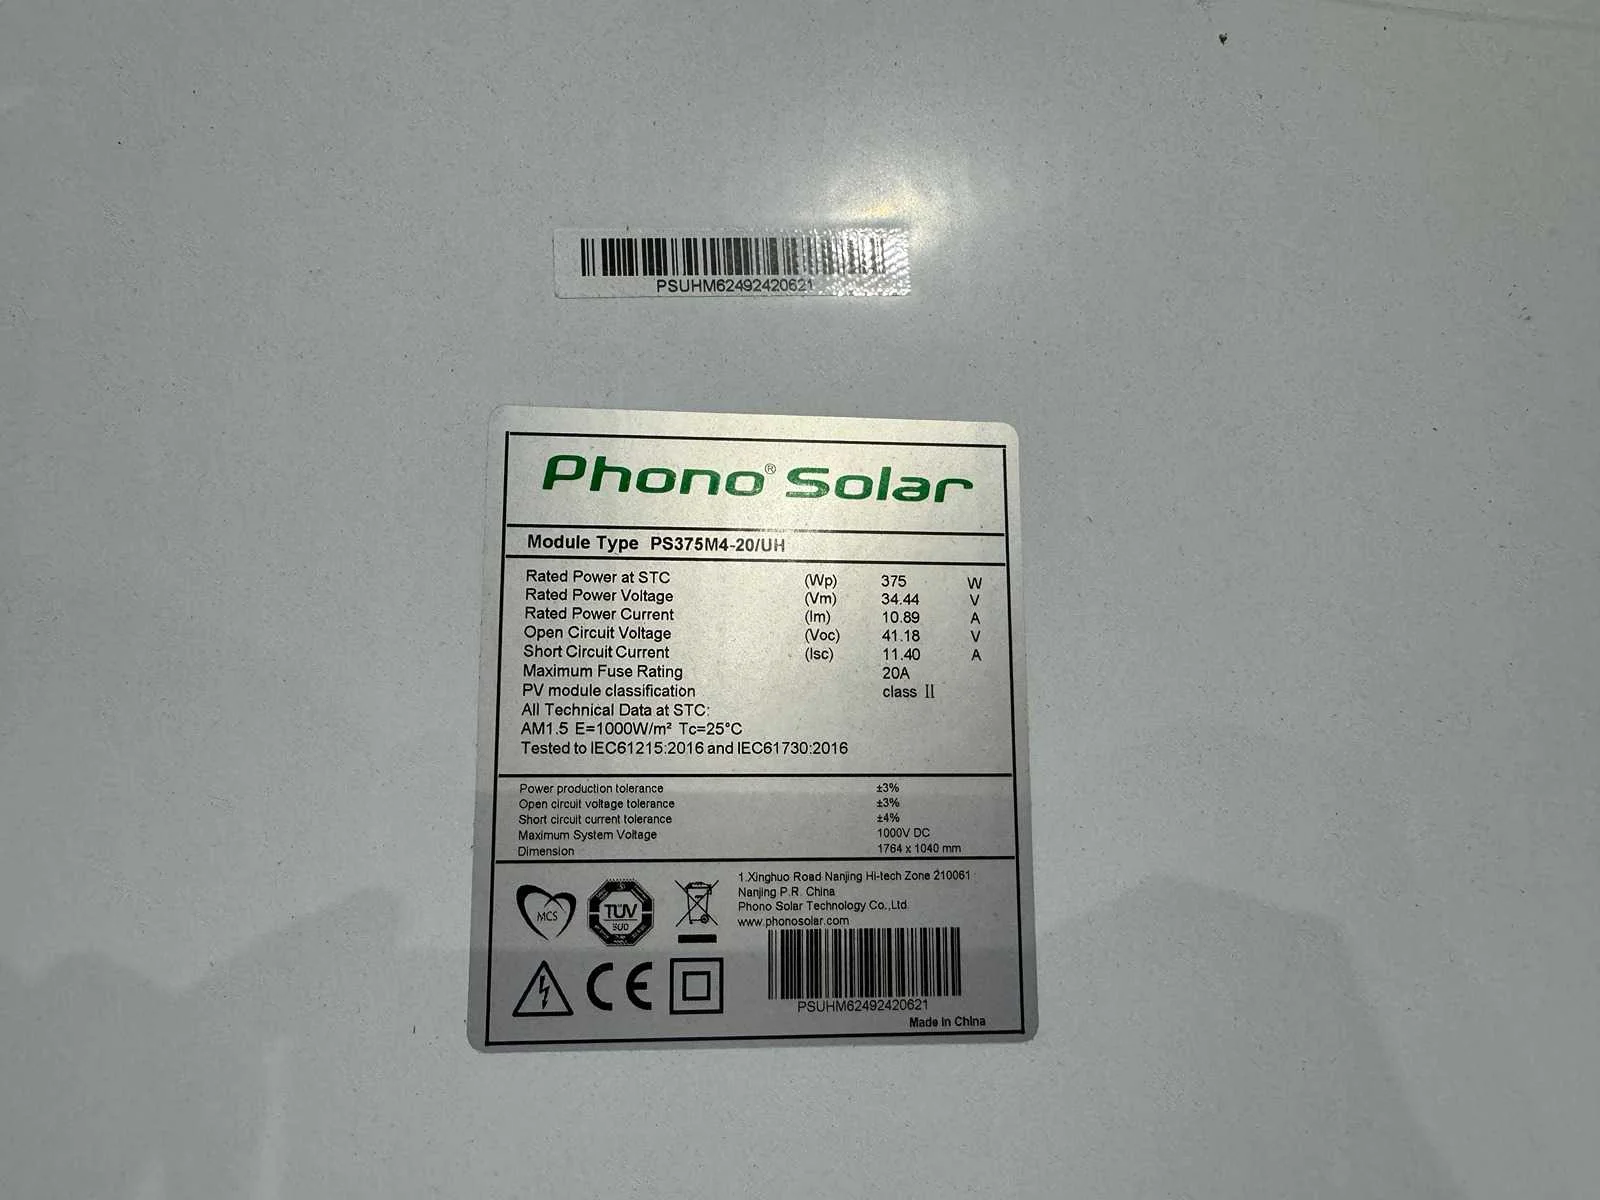 PSUHM62492420621
Phono® Solar
Module Type PS375M4-20/UH
Rated Power at STC (Wp) 375 W
Rated Power Voltage (Vm) 34.44 V
Rated Power Current (Im) 10.89 A
Open Circuit Voltage (Voc) 41.18 V
Short Circuit Current (Isc) 11.40 A
Maximum Fuse Rating 20A
PV module classification class II
All Technical Data at STC:
AM1.5 E=1000W/m² Tc=25°C
Tested to IEC61215:2016 and IEC61730:2016
Power production tolerance ±3%
Open circuit voltage tolerance ±3%
Short circuit current tolerance ±4%
Maximum System Voltage 1000V DC
Dimension 1764 x 1040 mm
1.Xinghuo Road Nanjing Hi-tech Zone 210061
Nanjing P.R. China
Phono Solar Technology Co.,Ltd.
www.phonosolar.com
MCS
TÜV
SÜD
CE
PSUHM62492420621
Made in China